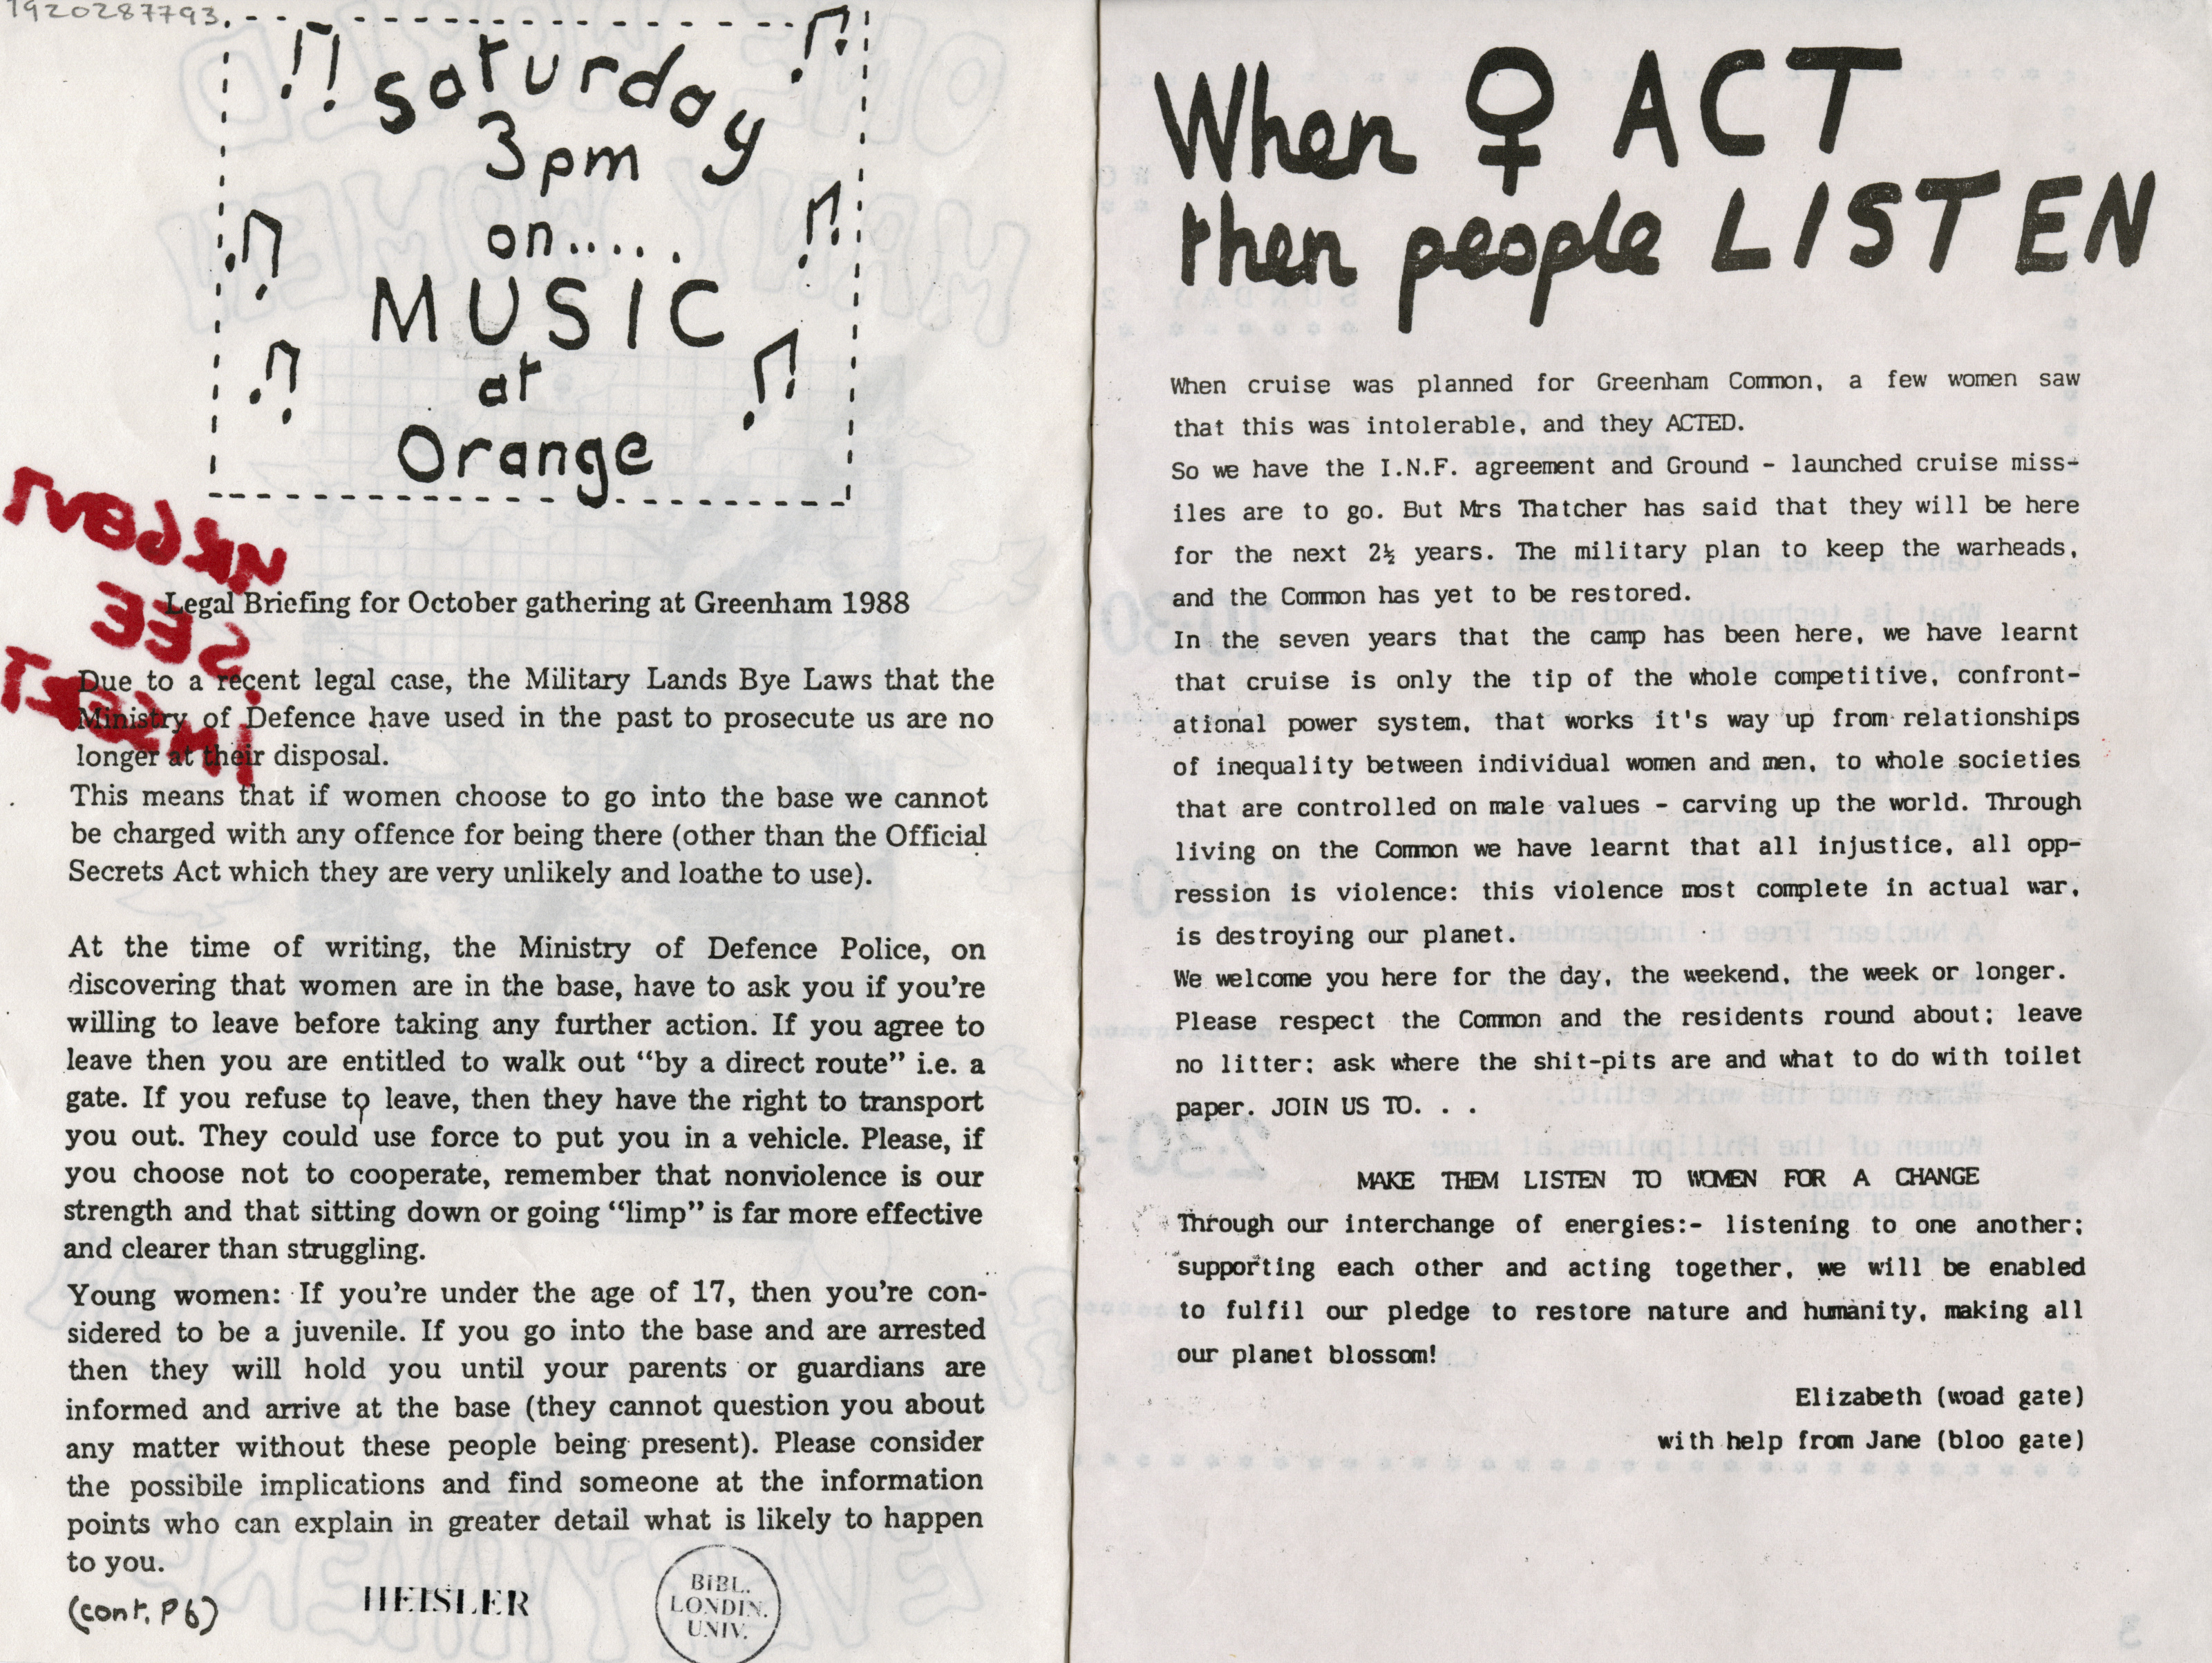 1920287793
Saturday
3pm
on.....
MUSIC
at
Orange
URGENT
SEE
INSERT
Legal Briefing for October gathering at Greenham 1988
Due to a recent legal case, the Military Lands Bye Laws that the
Ministry of Defence have used in the past to prosecute us are no
longer at their disposal.
This means that if women choose to go into the base we cannot
be charged with any offence for being there (other than the Official
Secrets Act which they are very unlikely and loathe to use).
At the time of writing, the Ministry of Defence Police, on
discovering that women are in the base, have to ask you if you're
willing to leave before taking any further action. If you agree to
leave then you are entitled to walk out "by a direct route" i.e. a
gate. If you refuse to leave, then they have the right to transport
you out. They could use force to put you in a vehicle. Please, if
you choose not to cooperate, remember that nonviolence is our
strength and that sitting down or going "limp" is far more effective
and clearer than struggling.
Young women: If you're under the age of 17, then you're con-
sidered to be a juvenile. If you go into the base and are arrested
then they will hold you until your parents or guardians are
informed and arrive at the base (they cannot question you about
any matter without these people being present). Please consider
the possibile implications and find someone at the information
points who can explain in greater detail what is likely to happen
to you.
(cont. P6)
HEISLER
BIBL.
LONDIN.
UNIV.
When ♀ ACT
then people LISTEN
When cruise was planned for Greenham Common, a few women saw
that this was intolerable, and they ACTED.
So we have the I.N.F. agreement and Ground - launched cruise miss-
iles are to go. But Mrs Thatcher has said that they will be here
for the next 2½ years. The military plan to keep the warheads,
and the Common has yet to be restored.
In the seven years that the camp has been here, we have learnt
that cruise is only the tip of the whole competitive, confront-
ational power system, that works it's way up from relationships
of inequality between individual women and men, to whole societies
that are controlled on male values - carving up the world. Through
living on the Common we have learnt that all injustice, all opp-
ression is violence: this violence most complete in actual war,
is destroying our planet.
We welcome you here for the day, the weekend, the week or longer.
Please respect the Common and the residents round about; leave
no litter; ask where the shit-pits are and what to do with toilet
paper. JOIN US TO. . .
MAKE THEM LISTEN TO WOMEN FOR A CHANGE
Through our interchange of energies:- listening to one another;
supporting each other and acting together, we will be enabled
to fulfil our pledge to restore nature and humanity, making all
our planet blossom!
Elizabeth (woad gate)
with help from Jane (bloo gate)
3